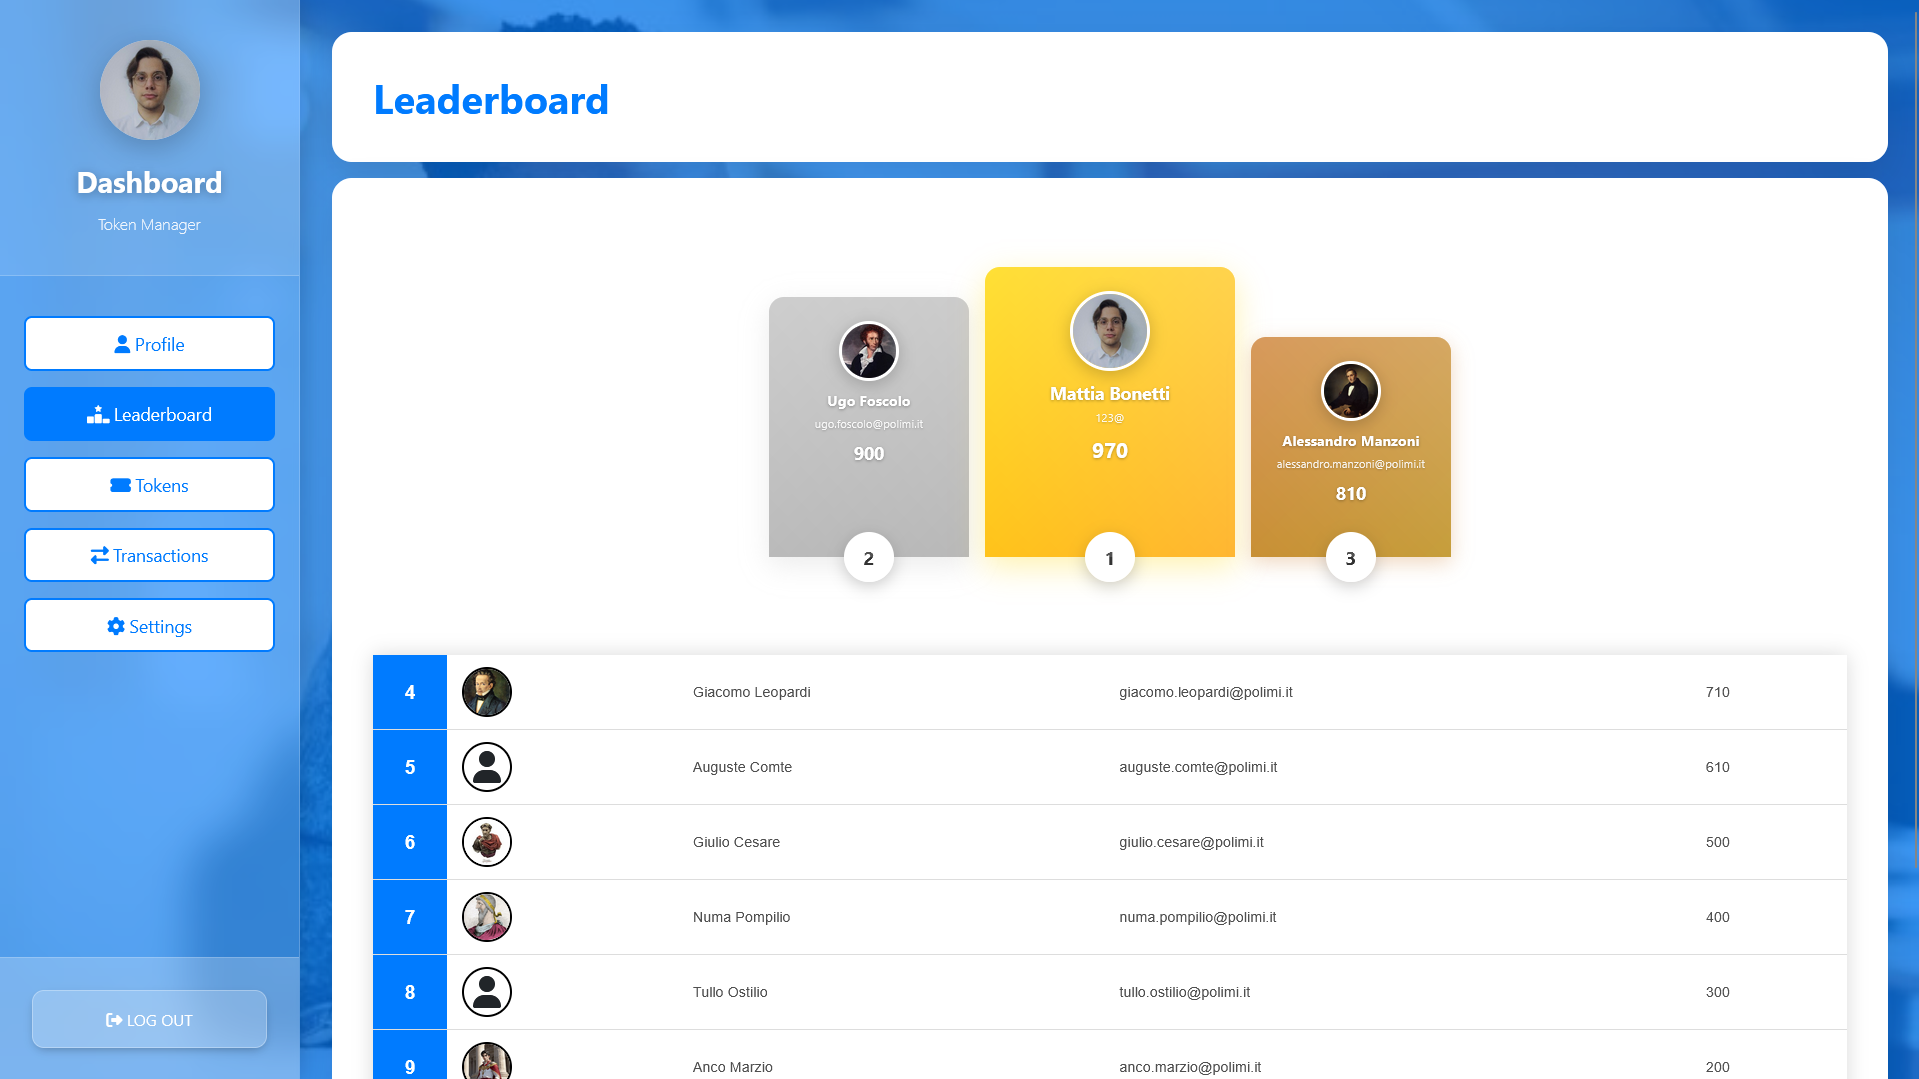 Dashboard
Token Manager
Profile
Leaderboard
Tokens
Transactions
Settings
LOG OUT
Leaderboard
Ugo Foscolo
ugo.foscolo@polimi.it
900
2
Mattia Bonetti
123@
970
1
Alessandro Manzoni
alessandro.manzoni@polimi.it
810
3
4 Giacomo Leopardi giacomo.leopardi@polimi.it 710
5 Auguste Comte auguste.comte@polimi.it 610
6 Giulio Cesare giulio.cesare@polimi.it 500
7 Numa Pompilio numa.pompilio@polimi.it 400
8 Tullo Ostilio tullo.ostilio@polimi.it 300
9 Anco Marzio anco.marzio@polimi.it 200